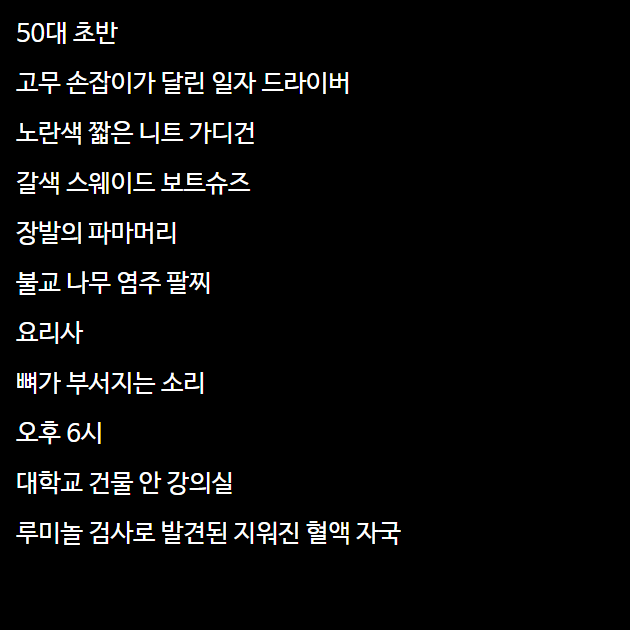 50대 초반
고무 손잡이가 달린 일자 드라이버
노란색 짧은 니트 가디건
갈색 스웨이드 보트슈즈
장발의 파마머리
불교 나무 염주 팔찌
요리사
뼈가 부서지는 소리
오후 6시
대학교 건물 안 강의실
루미놀 검사로 발견된 지워진 혈액 자국